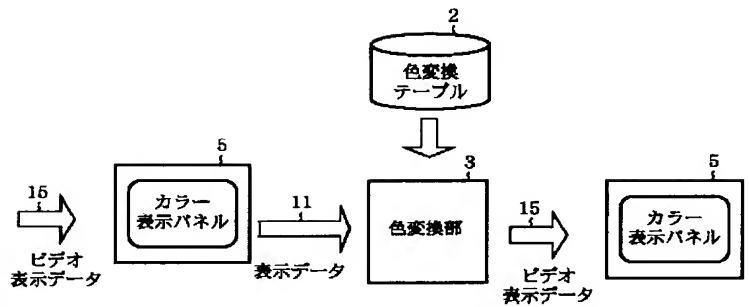 2
色変換
テーブル
5
3
5
15
カラー
表示パネル
11
色変換部
15
カラー
表示パネル
ビデオ
表示データ
表示データ
ビデオ
表示データ